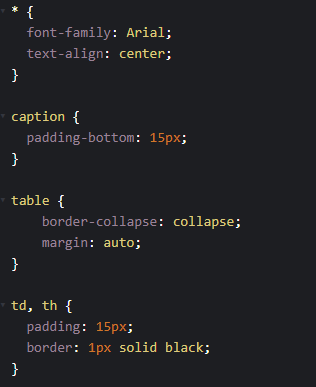 * {
  font-family: Arial;
  text-align: center;
}

caption {
  padding-bottom: 15px;
}

table {
    border-collapse: collapse;
    margin: auto;
}

td, th {
  padding: 15px;
  border: 1px solid black;
}